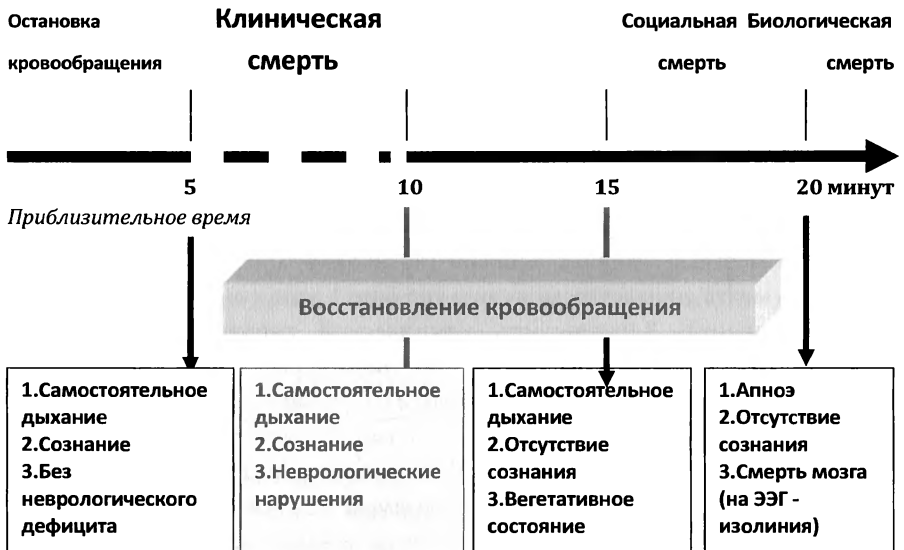 Остановка
кровообращения
Клиническая
смерть
Социальная
смерть
Биологическая
смерть
5
10
15
20 минут
Приблизительное время
Восстановление кровообращения
1.Самостоятельное
дыхание
2.Сознание
3.Без
неврологического
дефицита
1.Самостоятельное
дыхание
2.Сознание
3.Неврологические
нарушения
1.Самостоятельное
дыхание
2.Отсутствие
сознания
3.Вегетативное
состояние
1.Апноэ
2.Отсутствие
сознания
3.Смерть мозга
(на ЭЭГ -
изолиния)